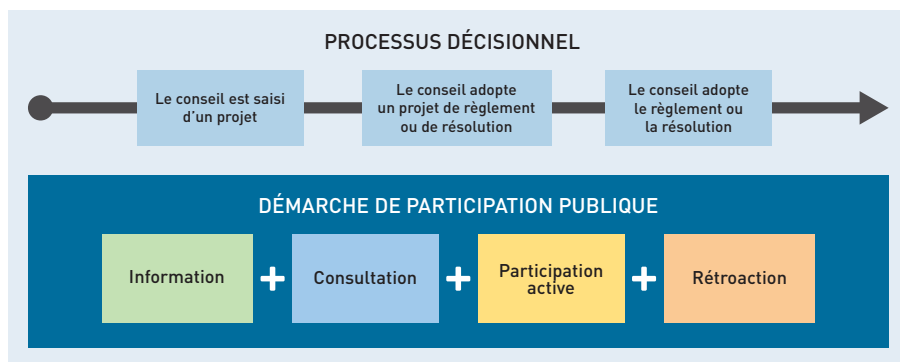 PROCESSUS DÉCISIONNEL
Le conseil est saisi
d'un projet
Le conseil adopte
un projet de règlement
ou de résolution
Le conseil adopte
le règlement ou
la résolution
DÉMARCHE DE PARTICIPATION PUBLIQUE
Information
+
Consultation
+
Participation
active
+
Rétroaction